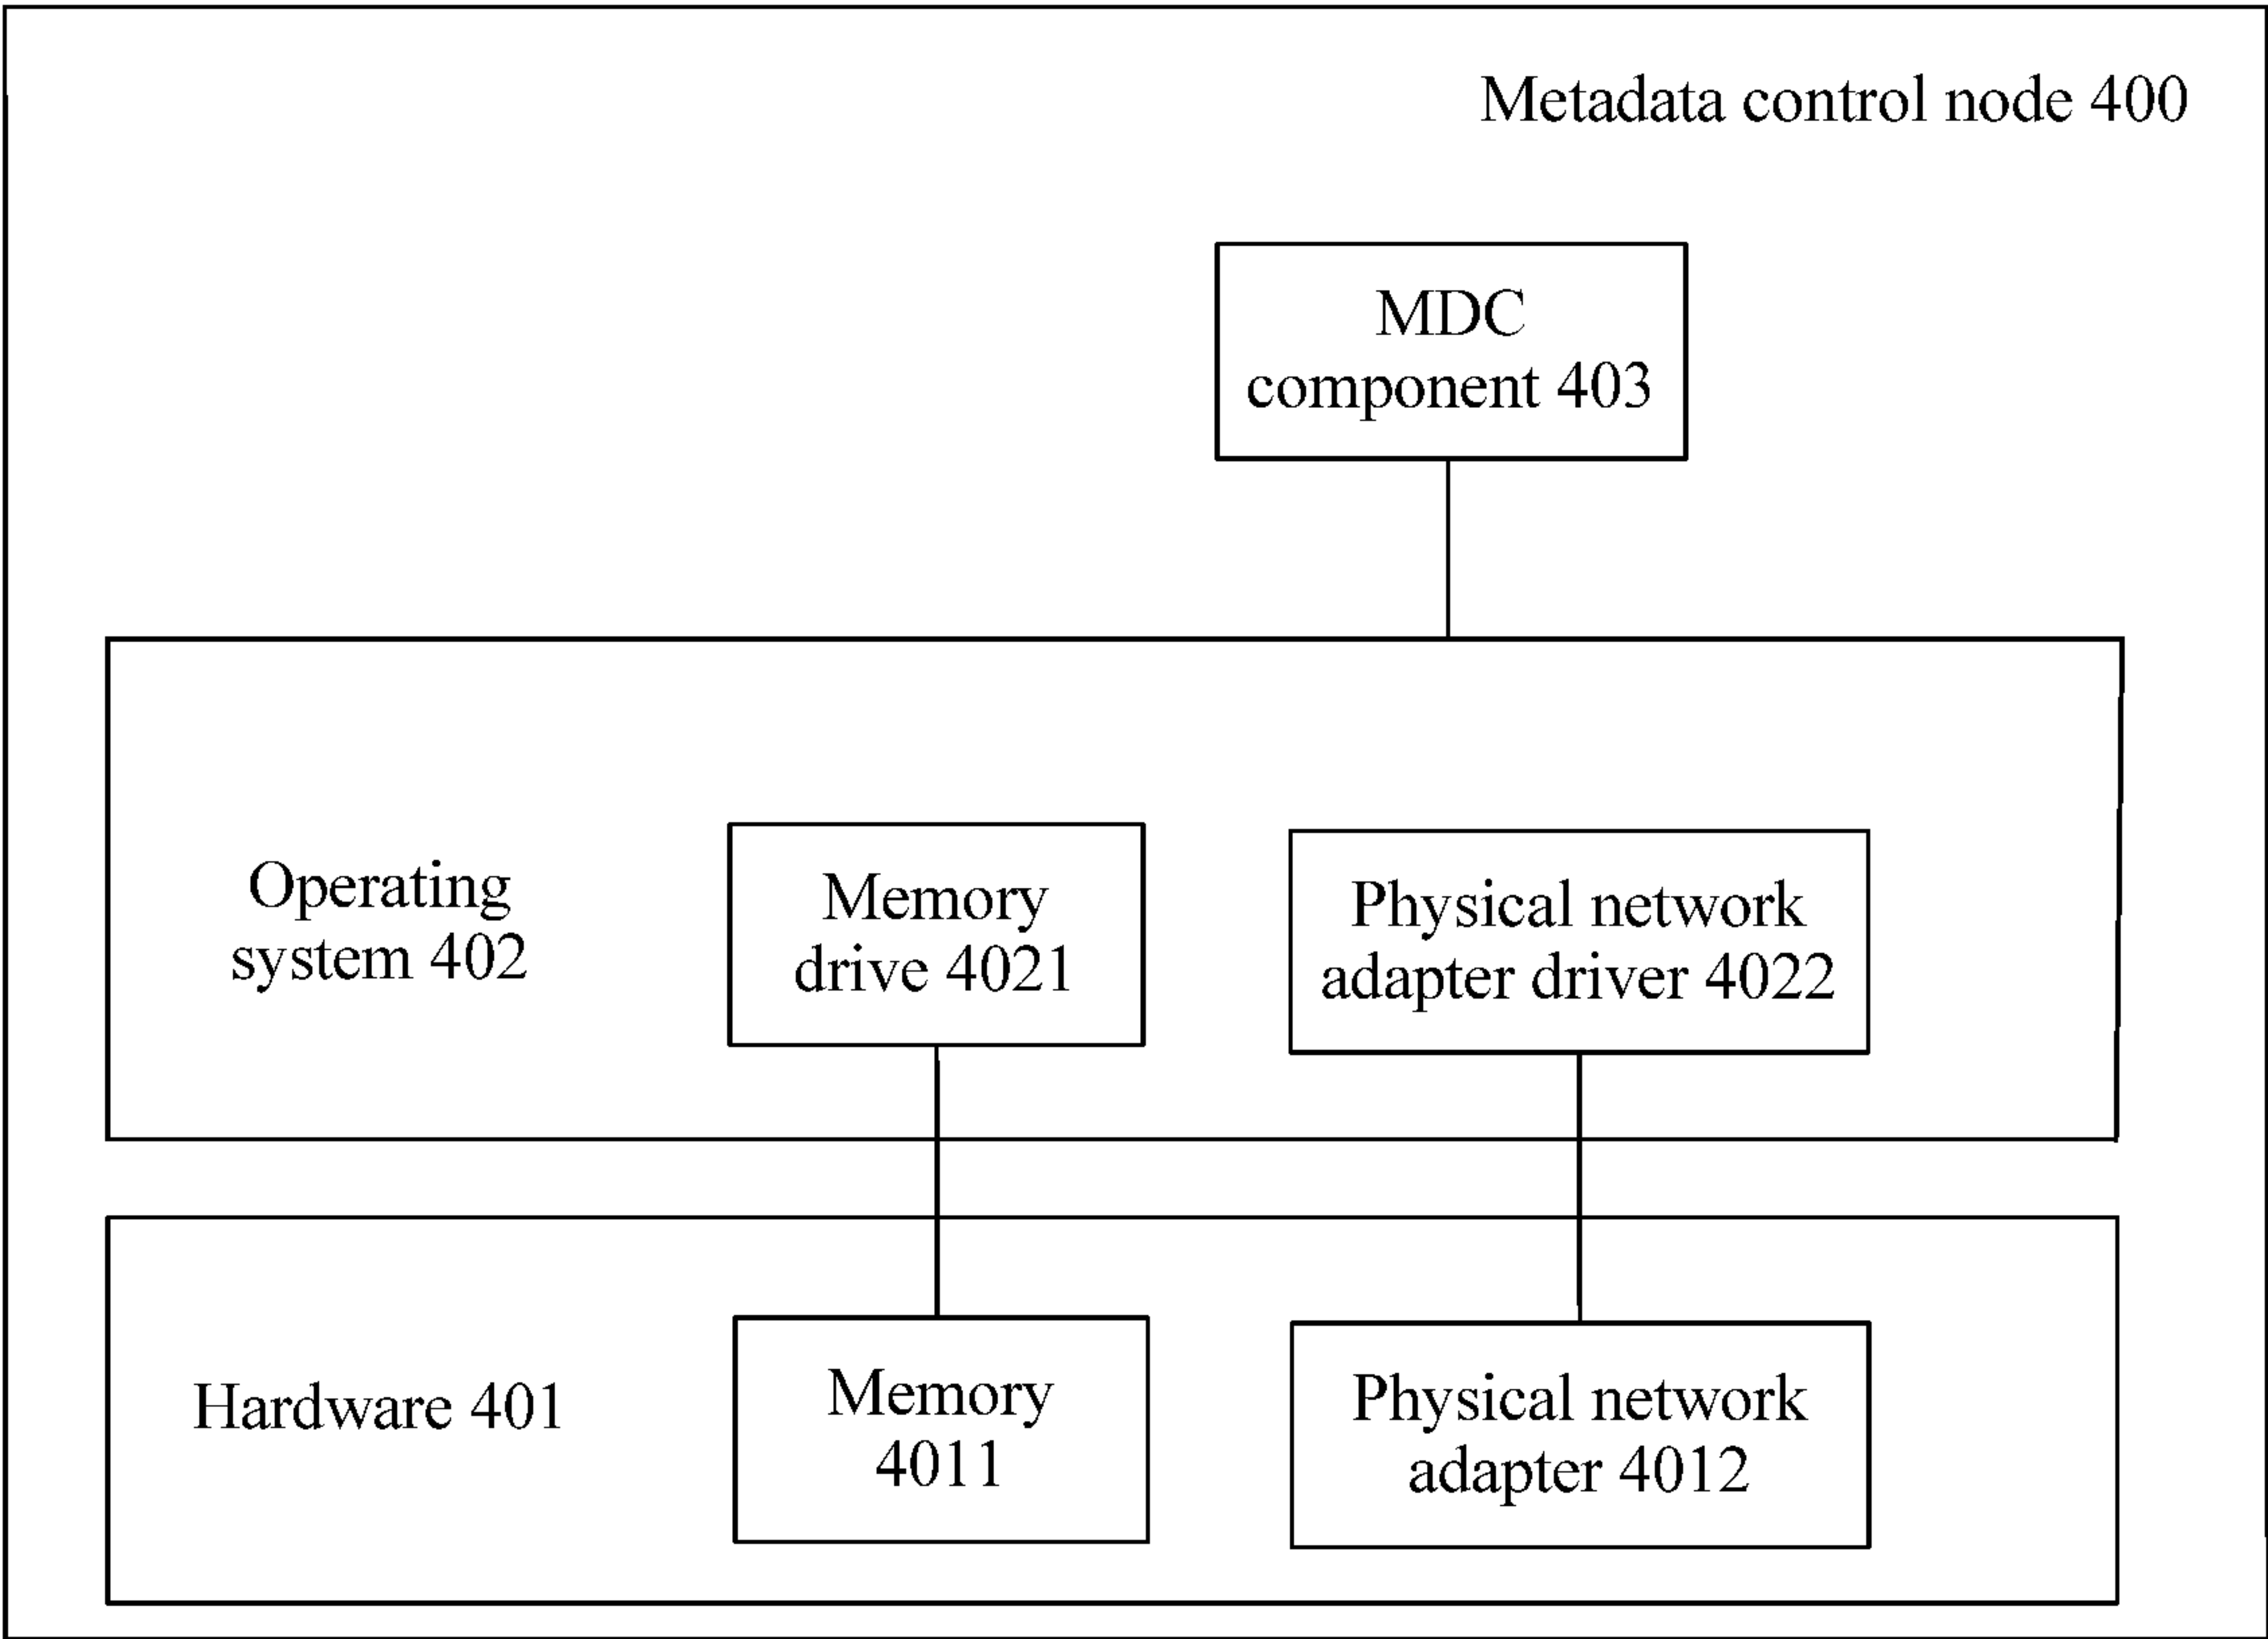 Metadata control node 400
MDC
component 403
Operating
system 402
Memory
drive 4021
Physical network
adapter driver 4022
Hardware 401
Memory
4011
Physical network
adapter 4012